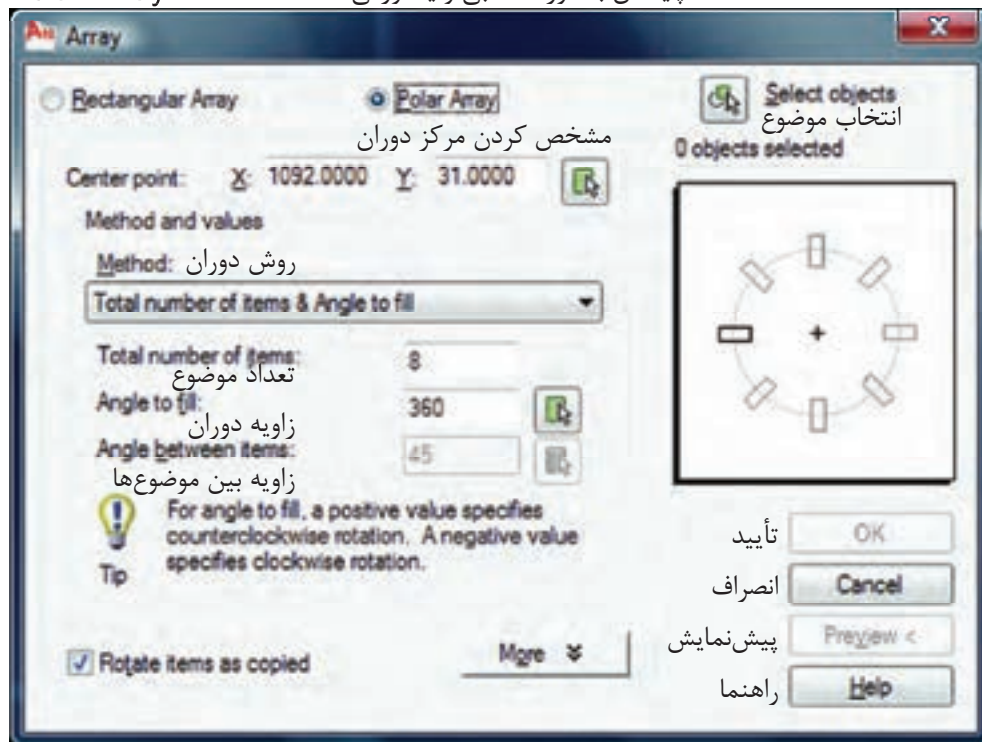 Array
Rectangular Array
Polar Array
Select objects
انتخاب موضوع
0 objects selected
مشخص کردن مرکز دوران
Center point: X: 1092.0000 Y: 31.0000
Method and values
Method: روش دوران
Total number of items & Angle to fill
Total number of items: 8
تعداد موضوع
Angle to fill: 360
زاویه دوران
Angle between items: 45
زاویه بین موضوع‌ها
For angle to fill, a positive value specifies
counterclockwise rotation. A negative value
specifies clockwise rotation.
Tip
Rotate items as copied
More
تأیید OK
انصراف Cancel
پیش‌نمایش Preview <
راهنما Help